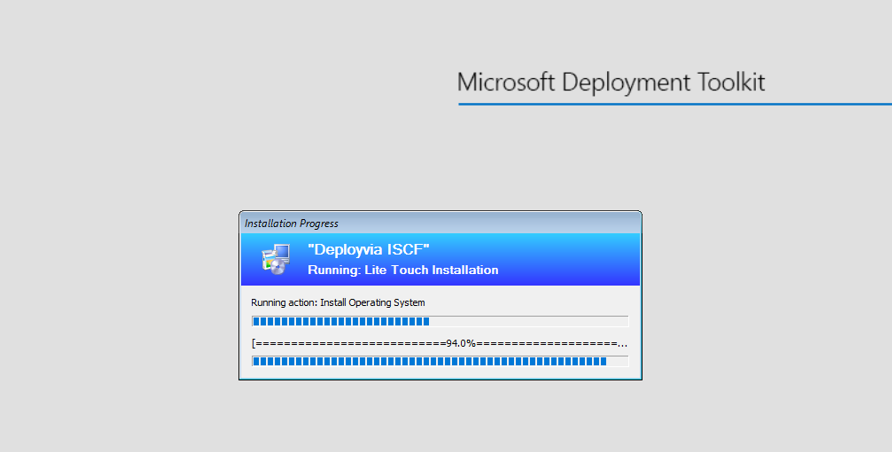 Microsoft Deployment Toolkit
Installation Progress
"Deployvia ISCF"
Running: Lite Touch Installation
Running action: Install Operating System
[===========================94.0%====================...